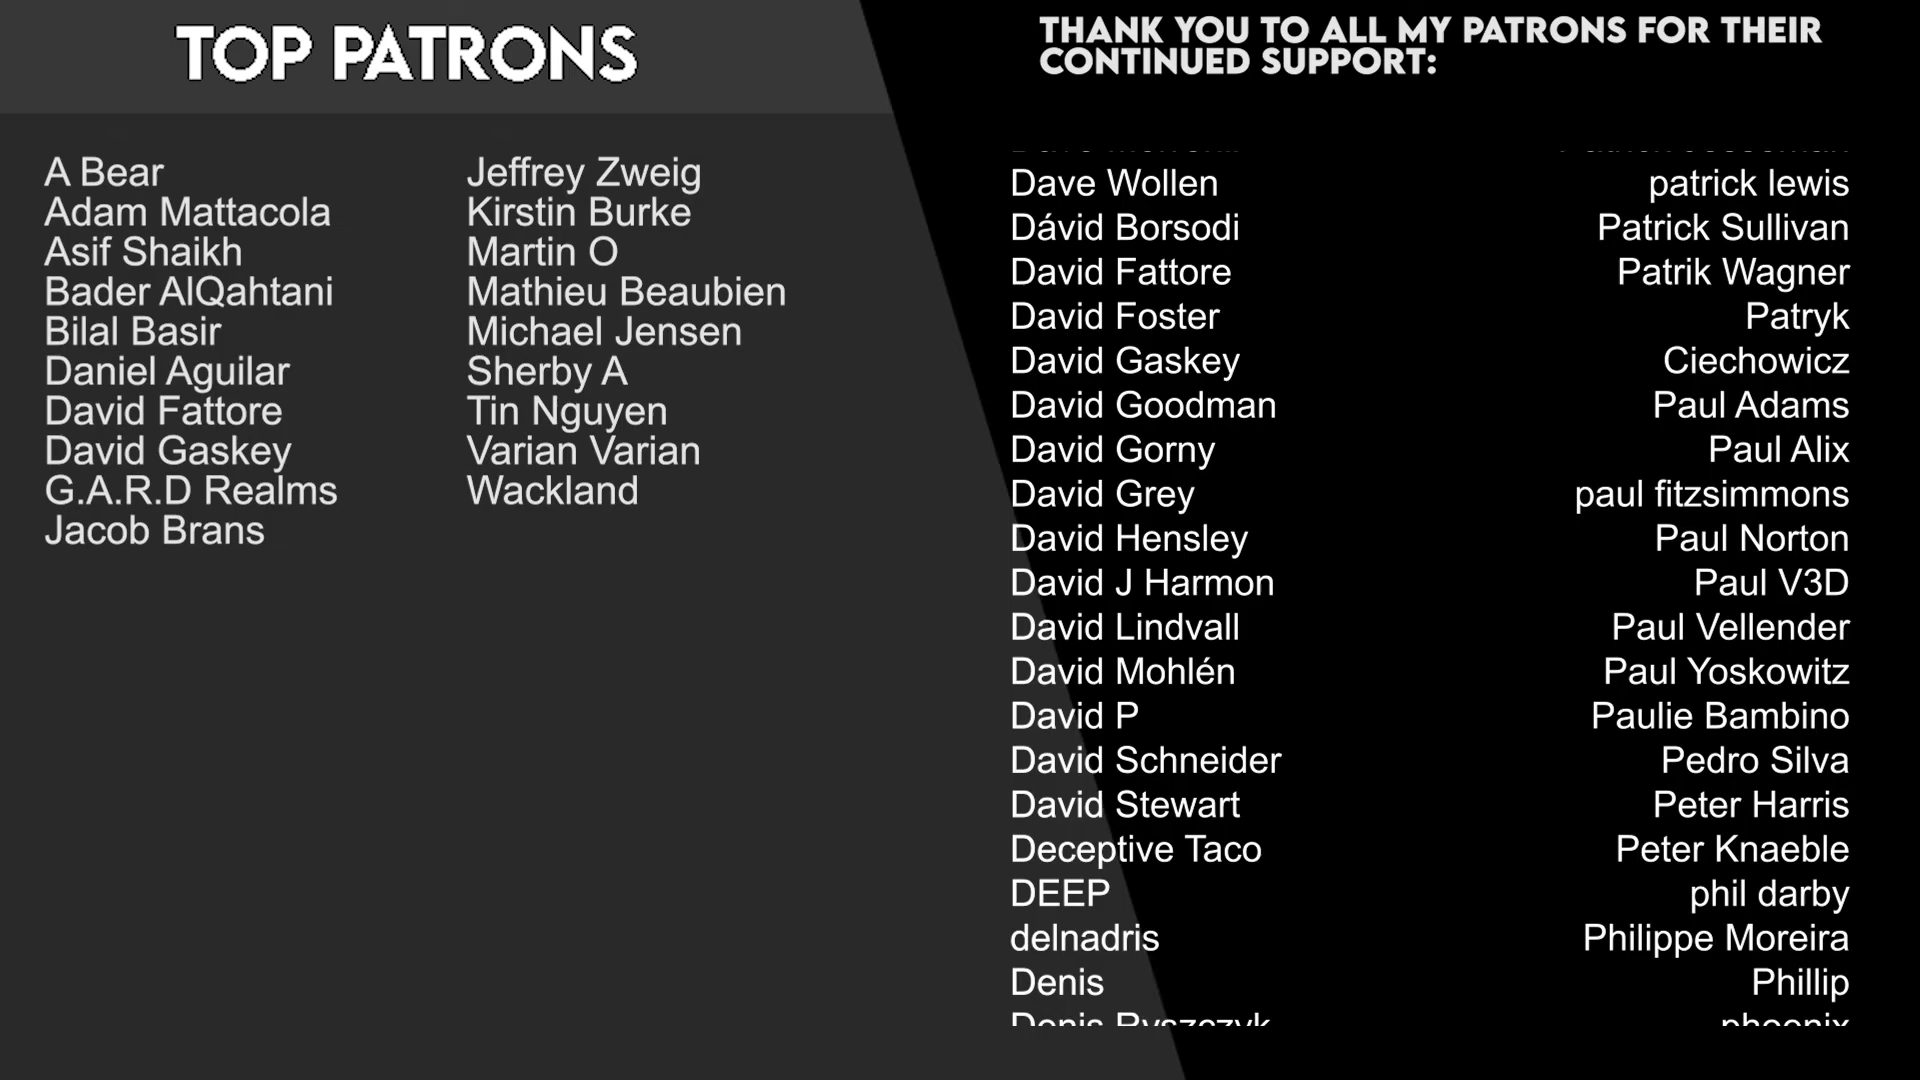 TOP PATRONS
A Bear
Adam Mattacola
Asif Shaikh
Bader AlQahtani
Bilal Basir
Daniel Aguilar
David Fattore
David Gaskey
G.A.R.D Realms
Jacob Brans
Jeffrey Zweig
Kirstin Burke
Martin O
Mathieu Beaubien
Michael Jensen
Sherby A
Tin Nguyen
Varian Varian
Wackland
THANK YOU TO ALL MY PATRONS FOR THEIR
CONTINUED SUPPORT:
Dave Wollen
Dávid Borsodi
David Fattore
David Foster
David Gaskey
David Goodman
David Gorny
David Grey
David Hensley
David J Harmon
David Lindvall
David Mohlén
David P
David Schneider
David Stewart
Deceptive Taco
DEEP
delnadris
Denis
Denis Ryszczyk
patrick lewis
Patrick Sullivan
Patrik Wagner
Patryk
Ciechowicz
Paul Adams
Paul Alix
paul fitzsimmons
Paul Norton
Paul V3D
Paul Vellender
Paul Yoskowitz
Paulie Bambino
Pedro Silva
Peter Harris
Peter Knaeble
phil darby
Philippe Moreira
Phillip
phoenix